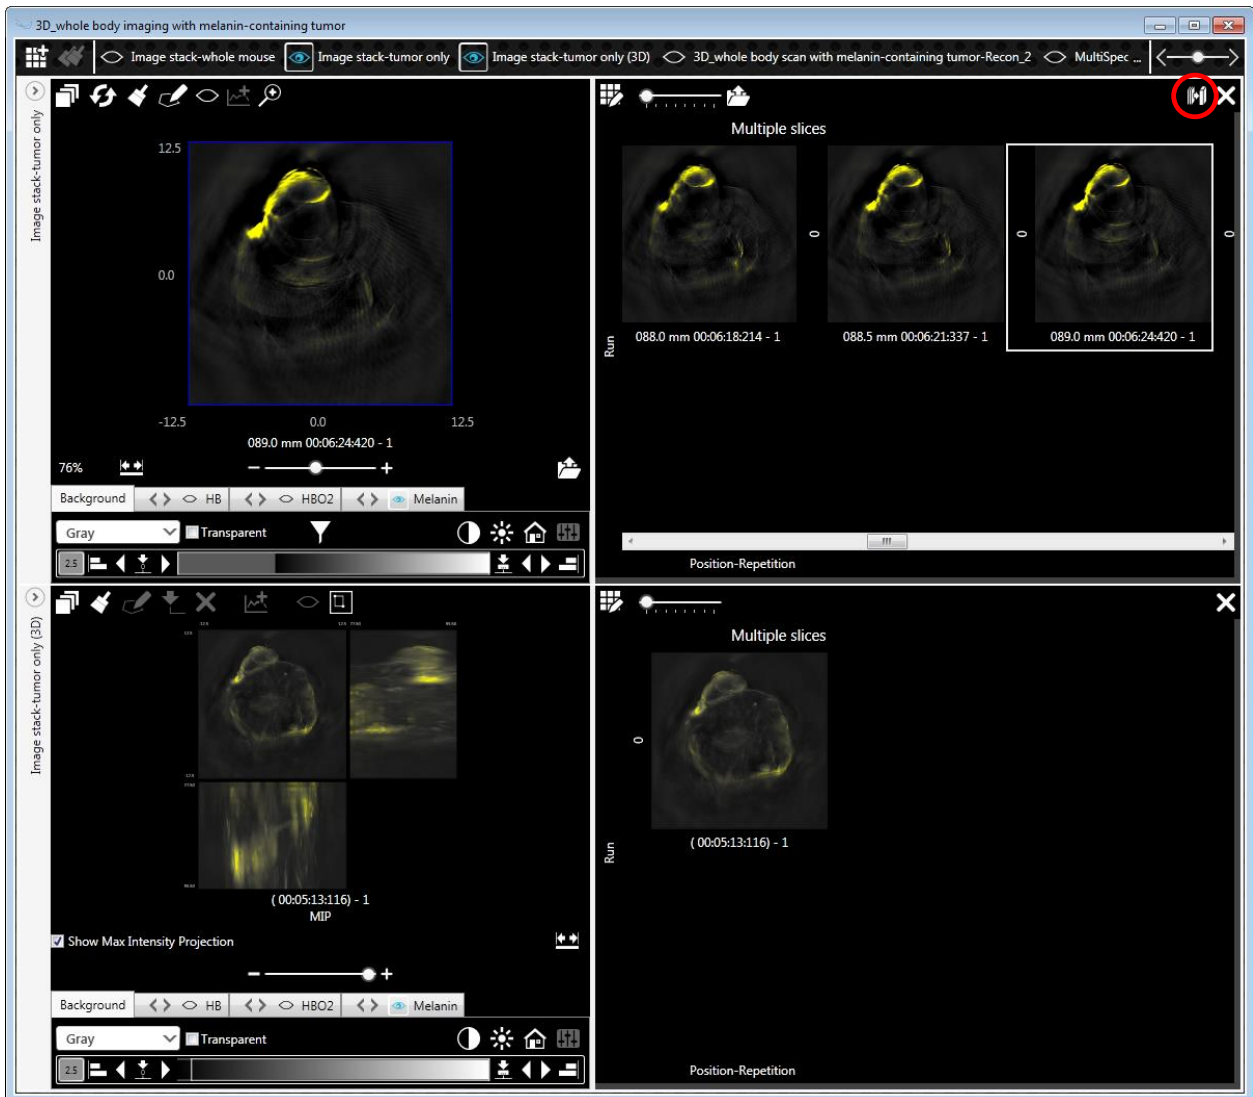 3D_whole body imaging with melanin-containing tumor
Image stack-whole mouse
Image stack-tumor only
Image stack-tumor only (3D)
3D_whole body scan with melanin-containing tumor-Recon_2
MultiSpec ...
Image stack-tumor only
12.5
0.0
-12.5
0.0
12.5
089.0 mm 00:06:24:420 - 1
76%
Background
HB
HBO2
Melanin
Gray
Transparent
2.5
Multiple slices
0
0
0
088.0 mm 00:06:18:214 - 1
088.5 mm 00:06:21:337 - 1
089.0 mm 00:06:24:420 - 1
Run
Position-Repetition
Image stack-tumor only (3D)
( 00:05:13:116) - 1
MIP
Show Max Intensity Projection
Background
HB
HBO2
Melanin
Gray
Transparent
2.5
Multiple slices
0
( 00:05:13:116) - 1
Run
Position-Repetition